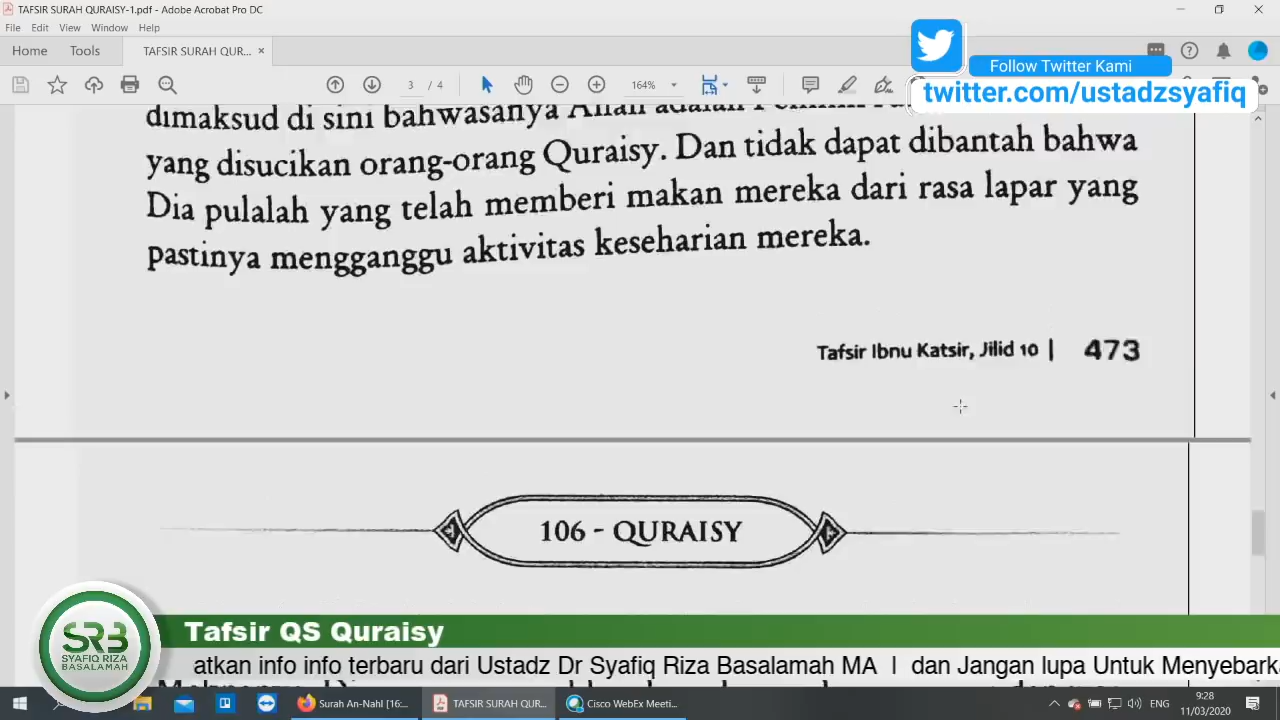 TAFSIR SURAH QURAISY-1.pdf - Adobe Acrobat Pro DC
File Edit View Window Help
Home Tools TAFSIR SURAH QUR... ×
3 / 4 164%
Follow Twitter Kami
twitter.com/ustadzsyafiq
dimaksud di sini bahwasanya Allah adalah
yang disucikan orang-orang Quraisy. Dan tidak dapat dibantah bahwa
Dia pulalah yang telah memberi makan mereka dari rasa lapar yang
pastinya mengganggu aktivitas keseharian mereka.
Tafsir Ibnu Katsir, Jilid 10 | 473
106 - QURAISY
Tafsir QS Quraisy
SRB
SYAFIQ RIZA
BASALAMAH
atkan info info terbaru dari Ustadz Dr Syafiq Riza Basalamah MA I dan Jangan lupa Untuk Menyebarka
Surah An-Nahl [16:...
TAFSIR SURAH QUR...
Cisco WebEx Meeti...
ENG
9:28
11/03/2020